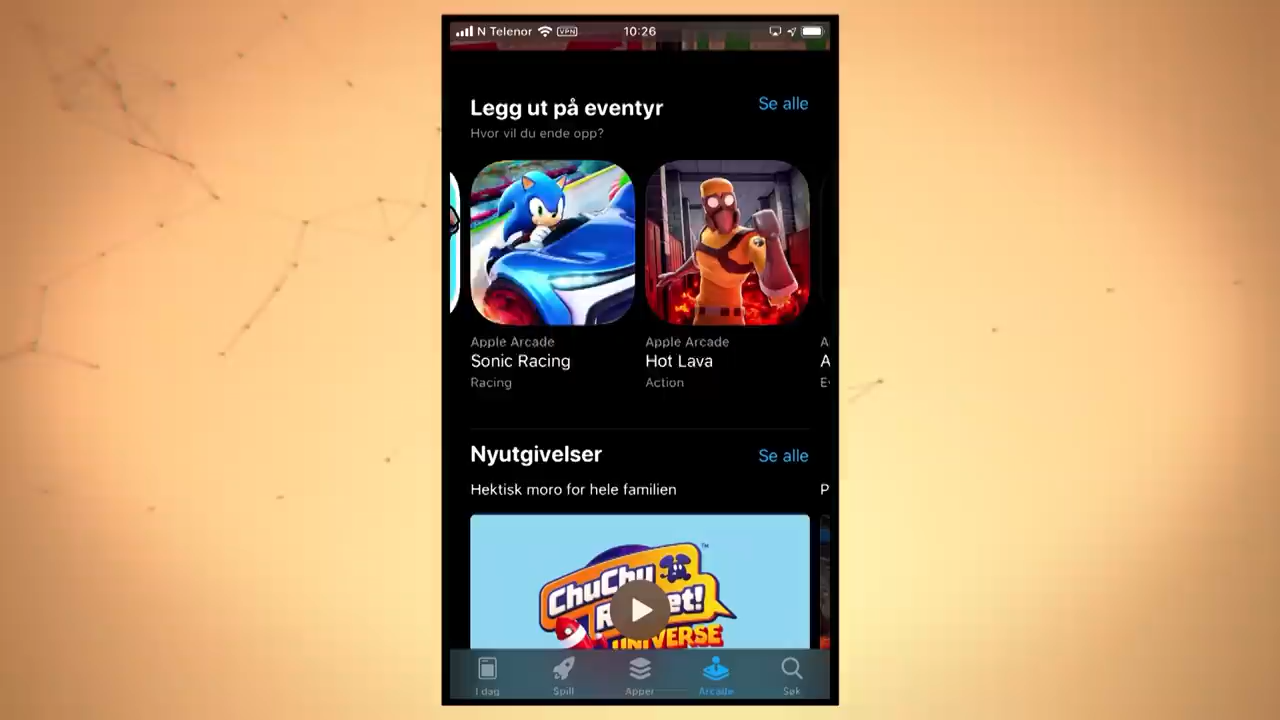 N Telenor VPN 10:26
Legg ut på eventyr Se alle
Hvor vil du ende opp?
Apple Arcade Apple Arcade A
Sonic Racing Hot Lava A
Racing Action
Nyutgivelser Se alle
Hektisk moro for hele familien P
ChuChu
UNIVERSE
I dag Spill Apper Arcade Søk